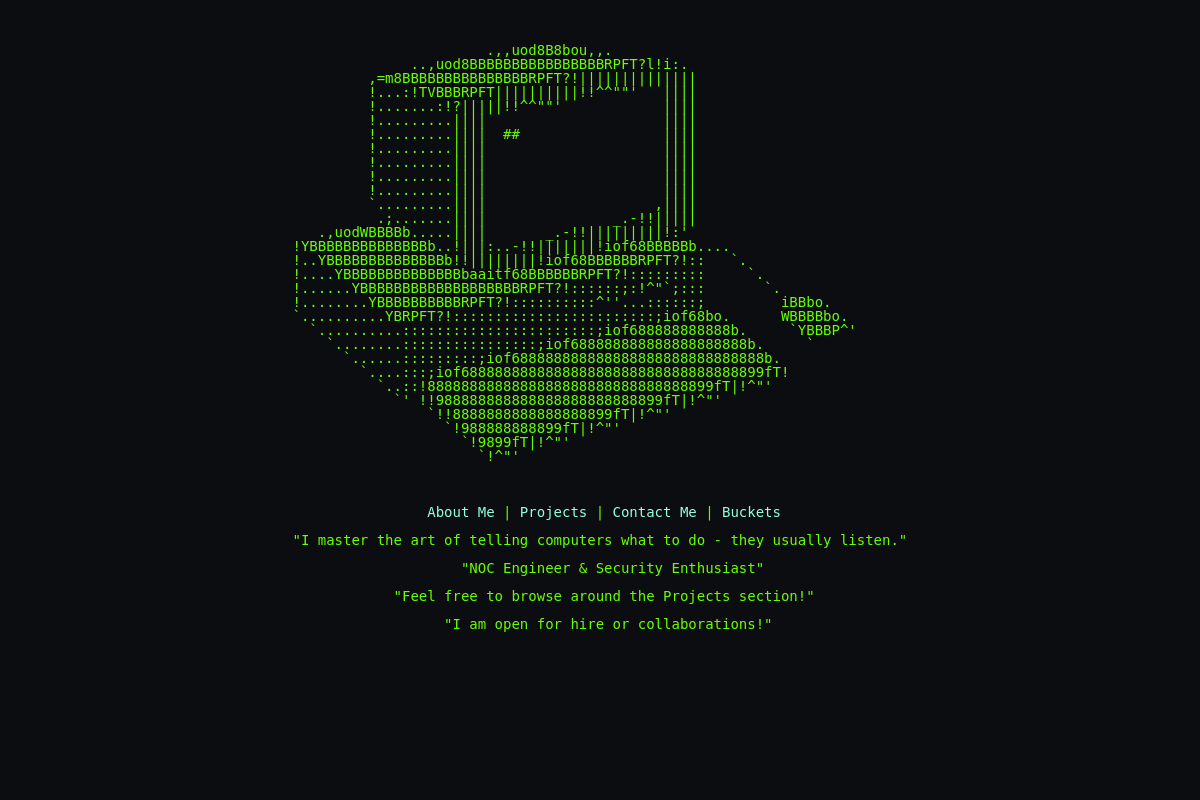 ##
About Me | Projects | Contact Me | Buckets
"I master the art of telling computers what to do - they usually listen."
"NOC Engineer & Security Enthusiast"
"Feel free to browse around the Projects section!"
"I am open for hire or collaborations!"